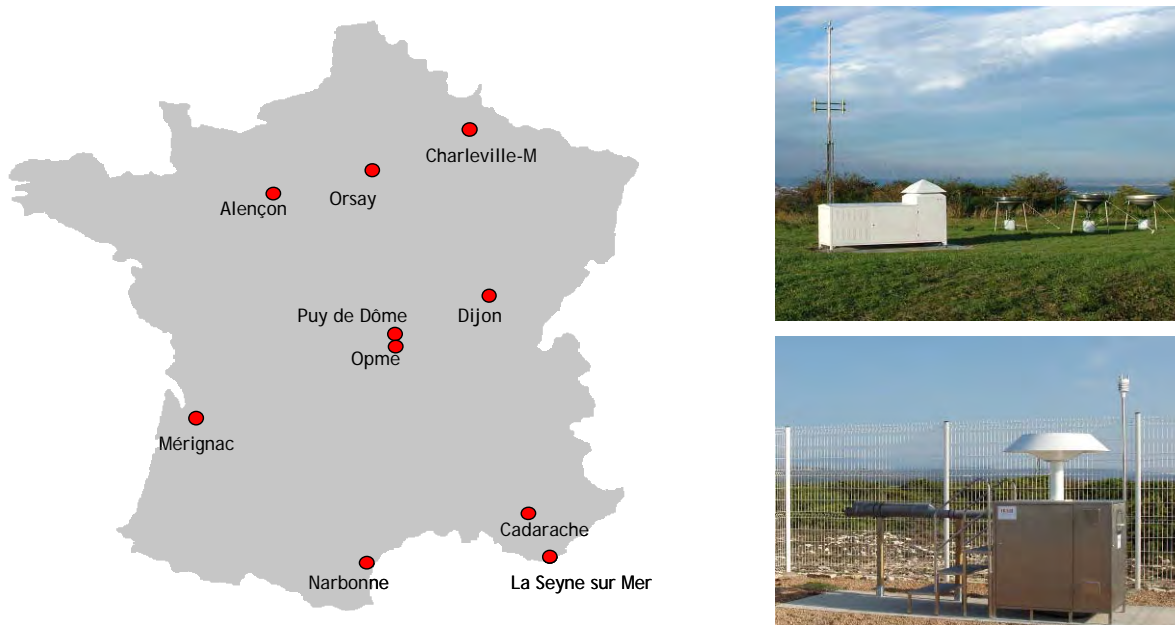 Charleville-M
Orsay
Alençon
Puy de Dôme
Dijon
Opme
Mérignac
Cadarache
Narbonne
La Seyne sur Mer